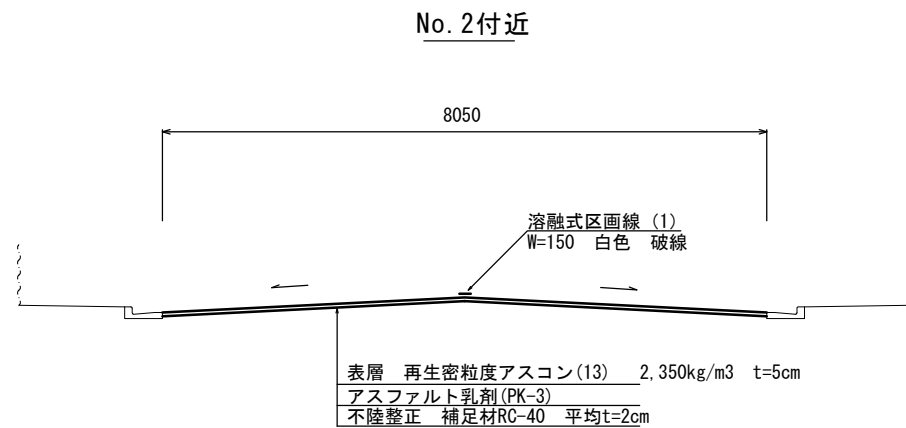 No.2付近
8050
溶融式区画線(1)
W=150 白色 破線
表層 再生密粒度アスコン(13) 2,350kg/m3 t=5cm
アスファルト乳剤(PK-3)
不陸整正 補足材RC-40 平均t=2cm